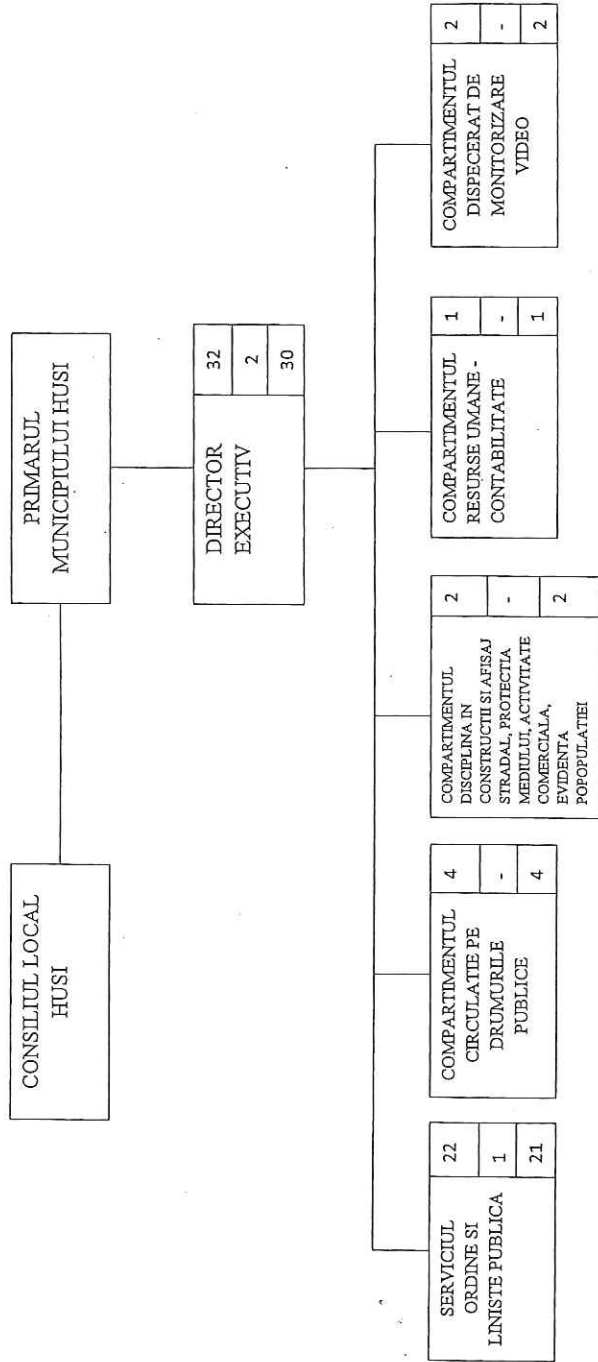 CONSILIUL LOCAL
HUSI
PRIMARUL
MUNICIPIULUI HUSI
DIRECTOR
EXECUTIV
32
2
30
SERVICIUL
ORDINE SI
LINISTE PUBLICA
22
1
21
COMPARTIMENTUL
CIRCULATIE PE
DRUMURILE
PUBLICE
4
-
4
COMPARTIMENTUL
DISCIPLINA IN
CONSTRUCTII SI AFISAJ
STRADAL, PROTECTIA
MEDIULUI, ACTIVITATE
COMERCIALA,
EVIDENTA
POPOPULATIEI
2
-
2
COMPARTIMENTUL
RESURSE UMANE -
CONTABILITATE
1
-
1
COMPARTIMENTUL
DISPECERAT DE
MONITORIZARE
VIDEO
2
-
2